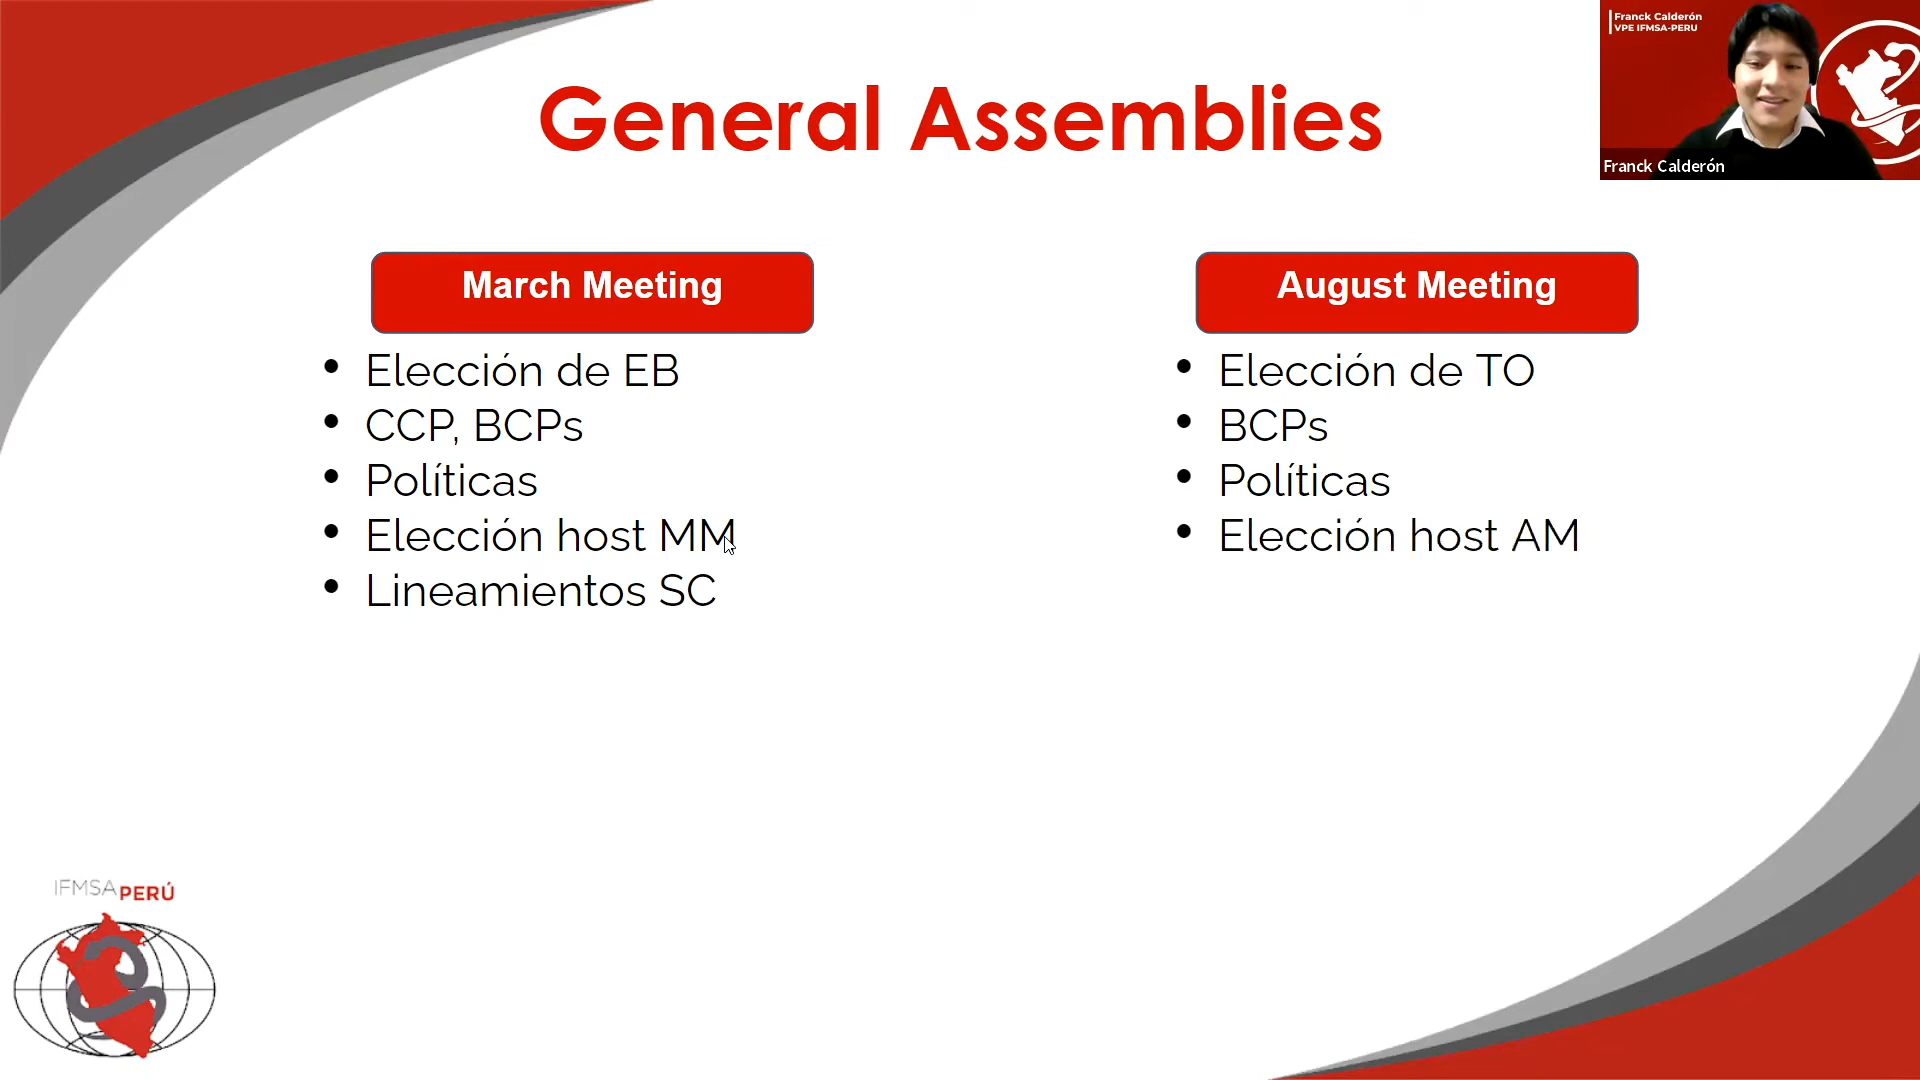 General Assemblies
Franck Calderón
VPE IFMSA-PERU
Franck Calderón
March Meeting
• Elección de EB
• CCP, BCPs
• Políticas
• Elección host MM
• Lineamientos SC
August Meeting
• Elección de TO
• BCPs
• Políticas
• Elección host AM
IFMSA PERÚ